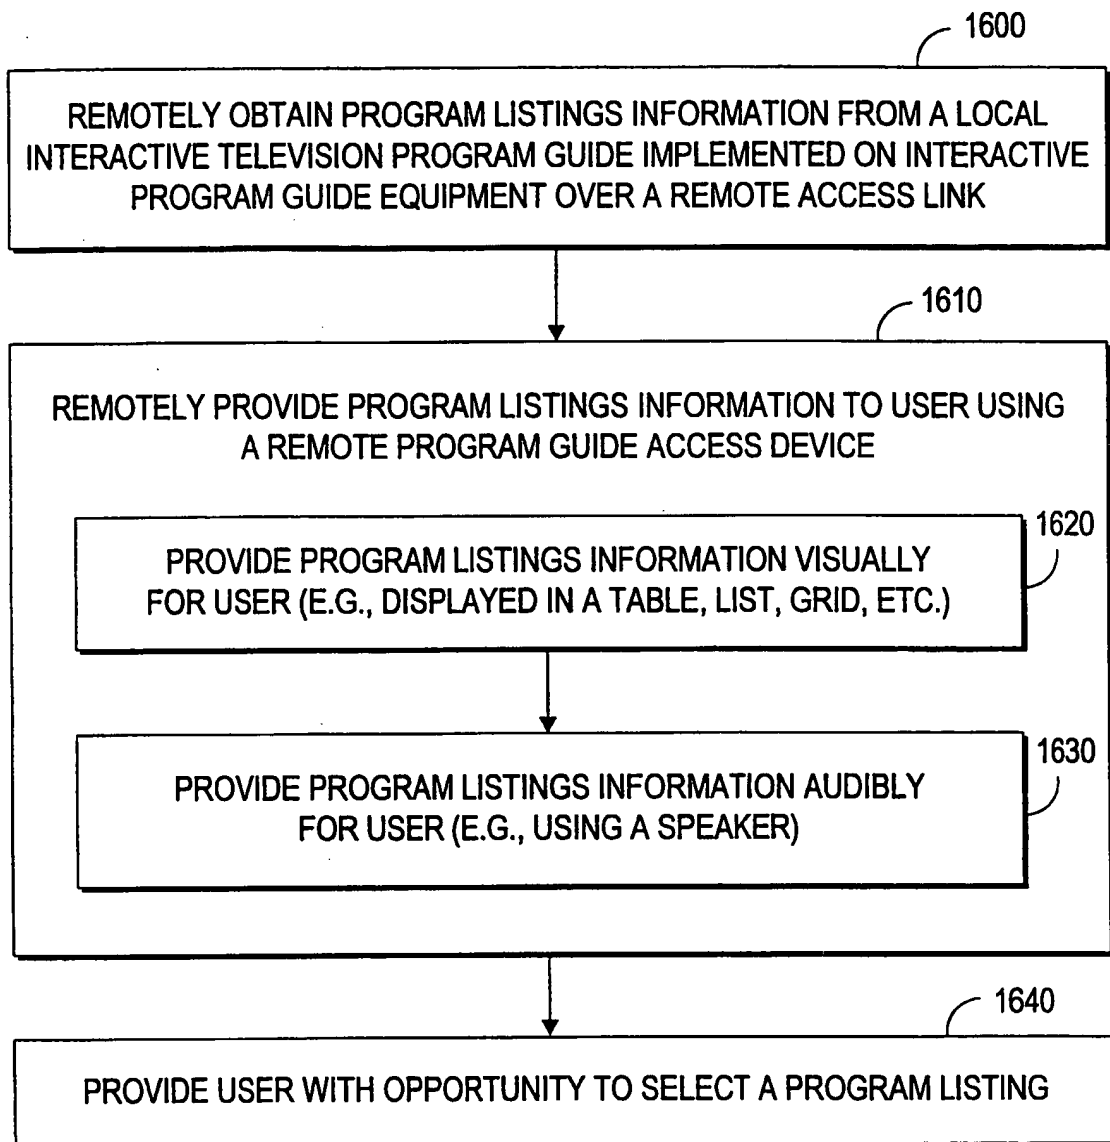 1600
REMOTELY OBTAIN PROGRAM LISTINGS INFORMATION FROM A LOCAL
INTERACTIVE TELEVISION PROGRAM GUIDE IMPLEMENTED ON INTERACTIVE
PROGRAM GUIDE EQUIPMENT OVER A REMOTE ACCESS LINK
1610
REMOTELY PROVIDE PROGRAM LISTINGS INFORMATION TO USER USING
A REMOTE PROGRAM GUIDE ACCESS DEVICE
1620
PROVIDE PROGRAM LISTINGS INFORMATION VISUALLY
FOR USER (E.G., DISPLAYED IN A TABLE, LIST, GRID, ETC.)
1630
PROVIDE PROGRAM LISTINGS INFORMATION AUDIBLY
FOR USER (E.G., USING A SPEAKER)
1640
PROVIDE USER WITH OPPORTUNITY TO SELECT A PROGRAM LISTING